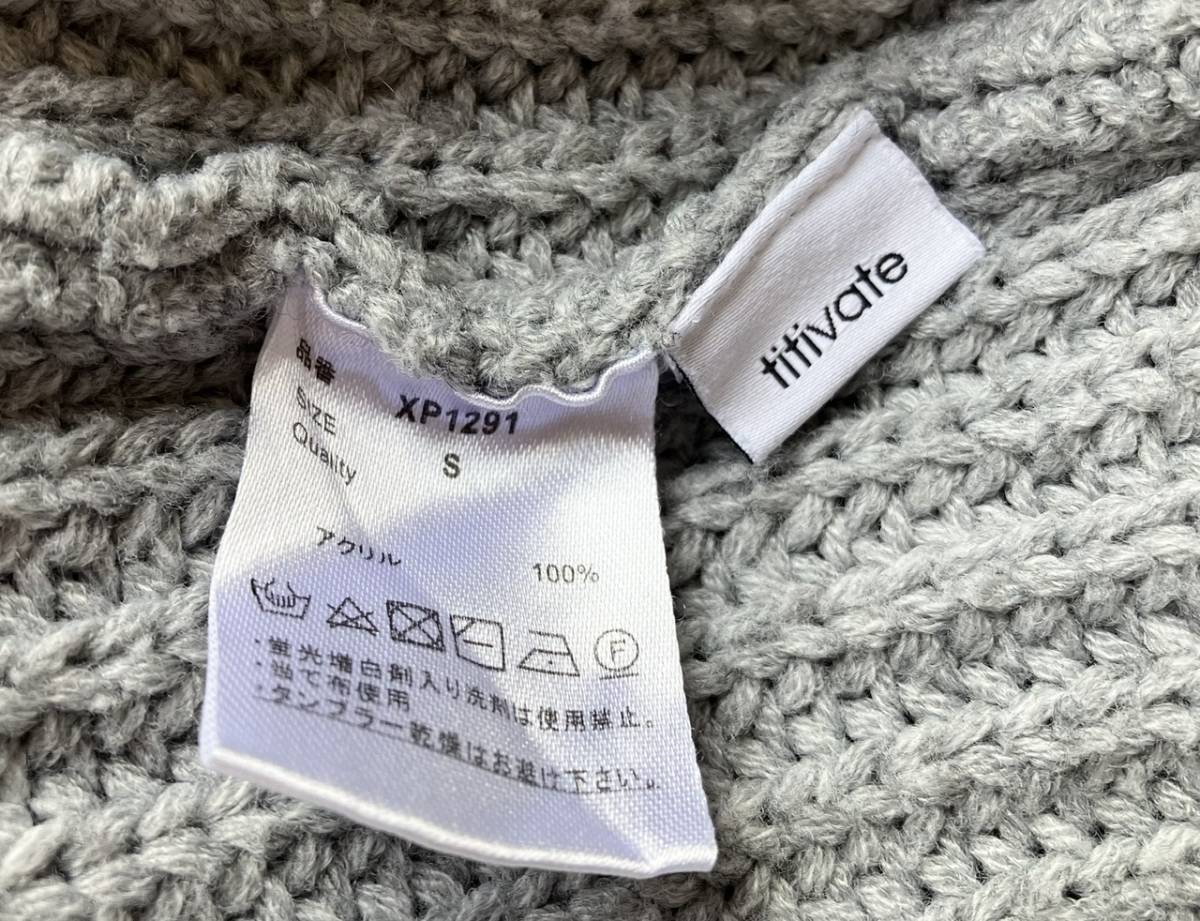 品番 XP1291
SIZE S
Quality
アクリル 100%
F
・蛍光増白剤入り洗剤は使用禁止。
・当て布使用
・タンブラー乾燥はお避け下さい。
titivate